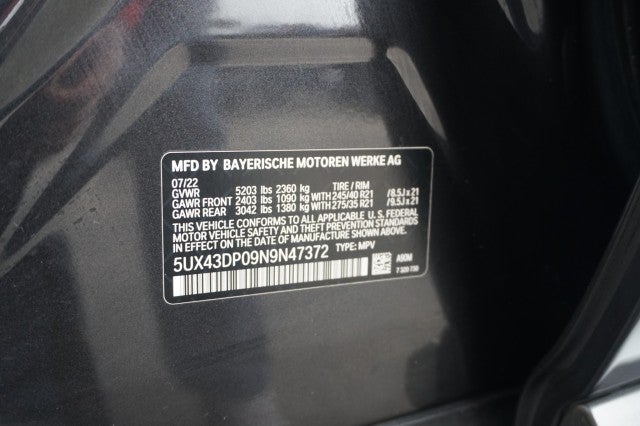 MFD BY BAYERISCHE MOTOREN WERKE AG
07/22 TIRE / RIM
GVWR 5203 lbs 2360 kg
GAWR FRONT 2403 lbs 1090 kg WITH 245/40 R21 /8.5J x 21
GAWR REAR 3042 lbs 1380 kg WITH 275/35 R21 /9.5J x 21
THIS VEHICLE CONFORMS TO ALL APPLICABLE U. S. FEDERAL
MOTOR VEHICLE SAFETY AND THEFT PREVENTION STANDARDS
IN EFFECT ON THE DATE OF MANUFACTURE SHOWN ABOVE.
5UX43DP09N9N47372 TYPE: MPV
A90M